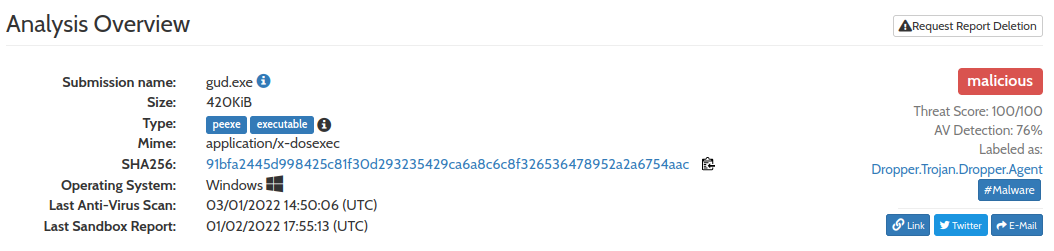 Analysis Overview
Request Report Deletion
Submission name: gud.exe
malicious
Size: 420KiB
Threat Score: 100/100
Type: peexe executable
AV Detection: 76%
Mime: application/x-dosexec
Labeled as:
SHA256: 91bfa2445d998425c81f30d293235429ca6a8c6c8f326536478952a2a6754aac
Dropper.Trojan.Dropper.Agent
Operating System: Windows
#Malware
Last Anti-Virus Scan: 03/01/2022 14:50:06 (UTC)
Last Sandbox Report: 01/02/2022 17:55:13 (UTC)
Link Twitter E-Mail